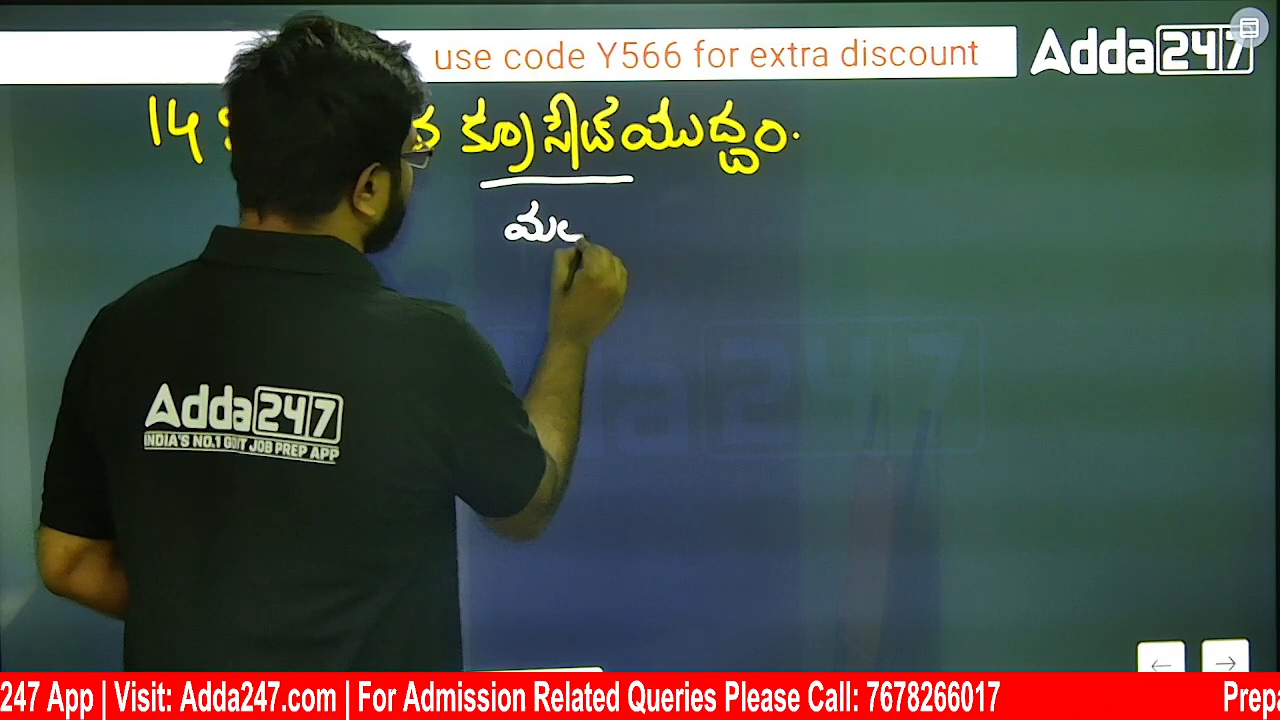 use code Y566 for extra discount
Adda247
14 క్రూసేడ్ యుద్ధం.
Adda247
INDIA'S NO.1 GOVT JOB PREP APP
247 App | Visit: Adda247.com | For Admission Related Queries Please Call: 7678266017